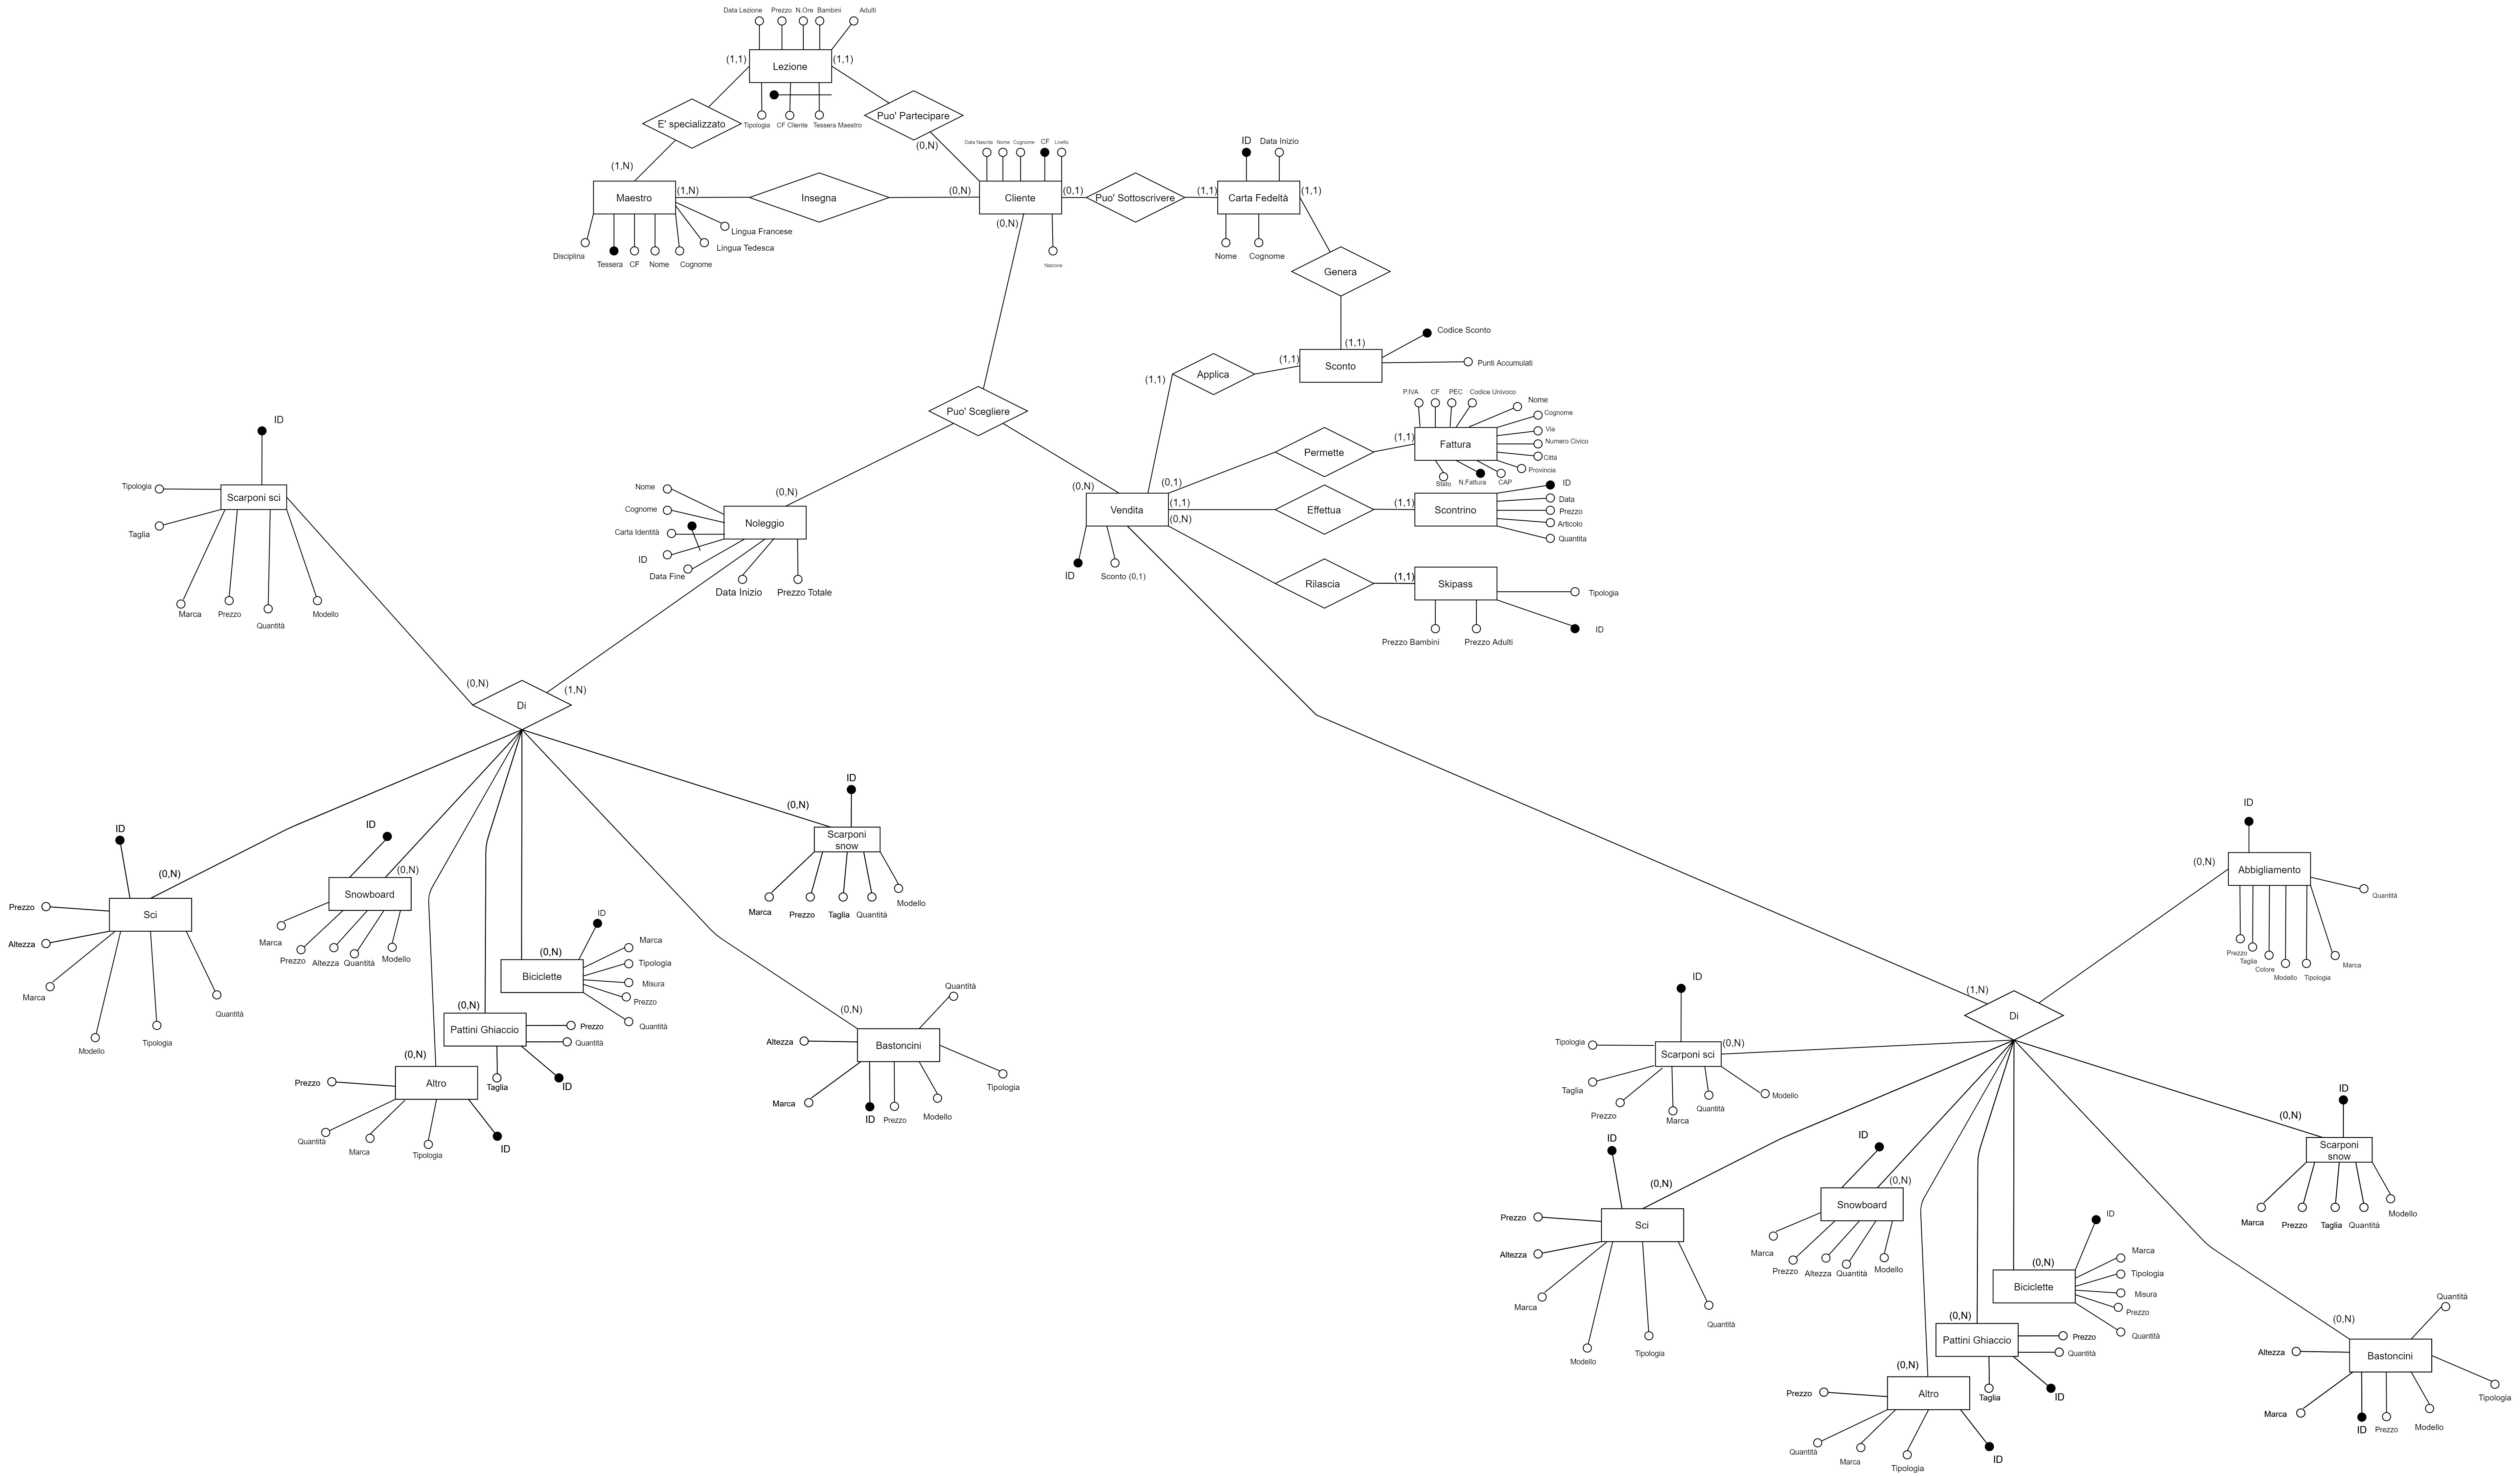 Data Lezione
Prezzo
N.Ore
Bambini
Adulti
(1,1)
Lezione
(1,1)
E' specializzato
Tipologia
CF Cliente
Tessera Maestro
Puo' Partecipare
(1,N)
(0,N)
Data Nascita
Nome
Cognome
CF
Livello
ID
Data Inizio
Maestro
(1,N)
Insegna
(0,N)
Cliente
(0,1)
Puo' Sottoscrivere
(1,1)
Carta Fedeltà
(1,1)
(0,N)
Lingua Francese
Lingua Tedesca
Disciplina
Tessera
CF
Nome
Cognome
Nazione
Nome
Cognome
Genera
(1,1)
Sconto
Codice Sconto
Punti Accumulati
(1,1)
Applica
(1,1)
Puo' Scegliere
P.IVA
CF
PEC
Codice Univoco
Nome
Cognome
Via
Numero Civico
Città
Provincia
CAP
N.Fattura
Stato
Permette
(1,1)
Fattura
(0,N)
(0,1)
Vendita
(1,1)
(0,N)
Effettua
(1,1)
Scontrino
ID
Data
Prezzo
Articolo
Quantita
ID
Sconto (0,1)
Rilascia
(1,1)
Skipass
Tipologia
ID
Prezzo Bambini
Prezzo Adulti
ID
Tipologia
Scarponi sci
Taglia
Marca
Prezzo
Quantità
Modello
Nome
Cognome
Carta Identità
ID
Data Fine
Data Inizio
Prezzo Totale
(0,N)
Noleggio
(0,N)
Di
(1,N)
ID
(0,N)
Scarponi
snow
Marca
Prezzo
Taglia
Quantità
Modello
ID
(0,N)
Prezzo
Sci
Altezza
Marca
Modello
Tipologia
Quantità
ID
(0,N)
Snowboard
Marca
Prezzo
Altezza
Quantità
Modello
ID
(0,N)
Biciclette
Marca
Tipologia
Misura
Prezzo
Quantità
(0,N)
Pattini Ghiaccio
Prezzo
Quantità
Taglia
ID
(0,N)
Altro
Prezzo
Quantità
Marca
Tipologia
ID
(0,N)
Bastoncini
Quantità
Altezza
Marca
ID
Prezzo
Modello
Tipologia
ID
(0,N)
Abbigliamento
Quantità
Prezzo
Taglia
Colore
Modello
Tipologia
Marca
(1,N)
Di
ID
Tipologia
Scarponi sci
(0,N)
Taglia
Prezzo
Marca
Quantità
Modello
ID
(0,N)
Scarponi
snow
Marca
Prezzo
Taglia
Quantità
Modello
ID
(0,N)
Prezzo
Sci
Altezza
Marca
Modello
Tipologia
Quantità
ID
(0,N)
Snowboard
Marca
Prezzo
Altezza
Quantità
Modello
ID
(0,N)
Biciclette
Marca
Tipologia
Misura
Prezzo
Quantità
(0,N)
Pattini Ghiaccio
Prezzo
Quantità
Taglia
ID
(0,N)
Altro
Prezzo
Quantità
Marca
Tipologia
ID
(0,N)
Bastoncini
Quantità
Altezza
Marca
ID
Prezzo
Modello
Tipologia